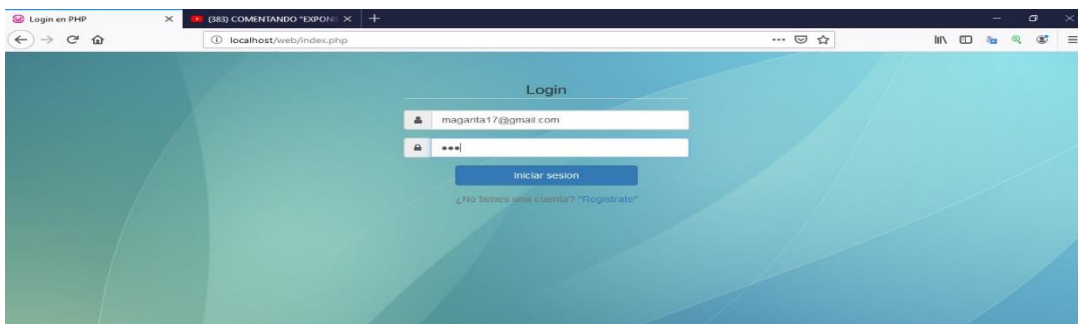 Login en PHP
(383) COMENTANDO "EXPON
localhost/web/index.php
Login
magarita17@gmail.com
Iniciar sesion
¿No tienes una cuenta? "Registrate"